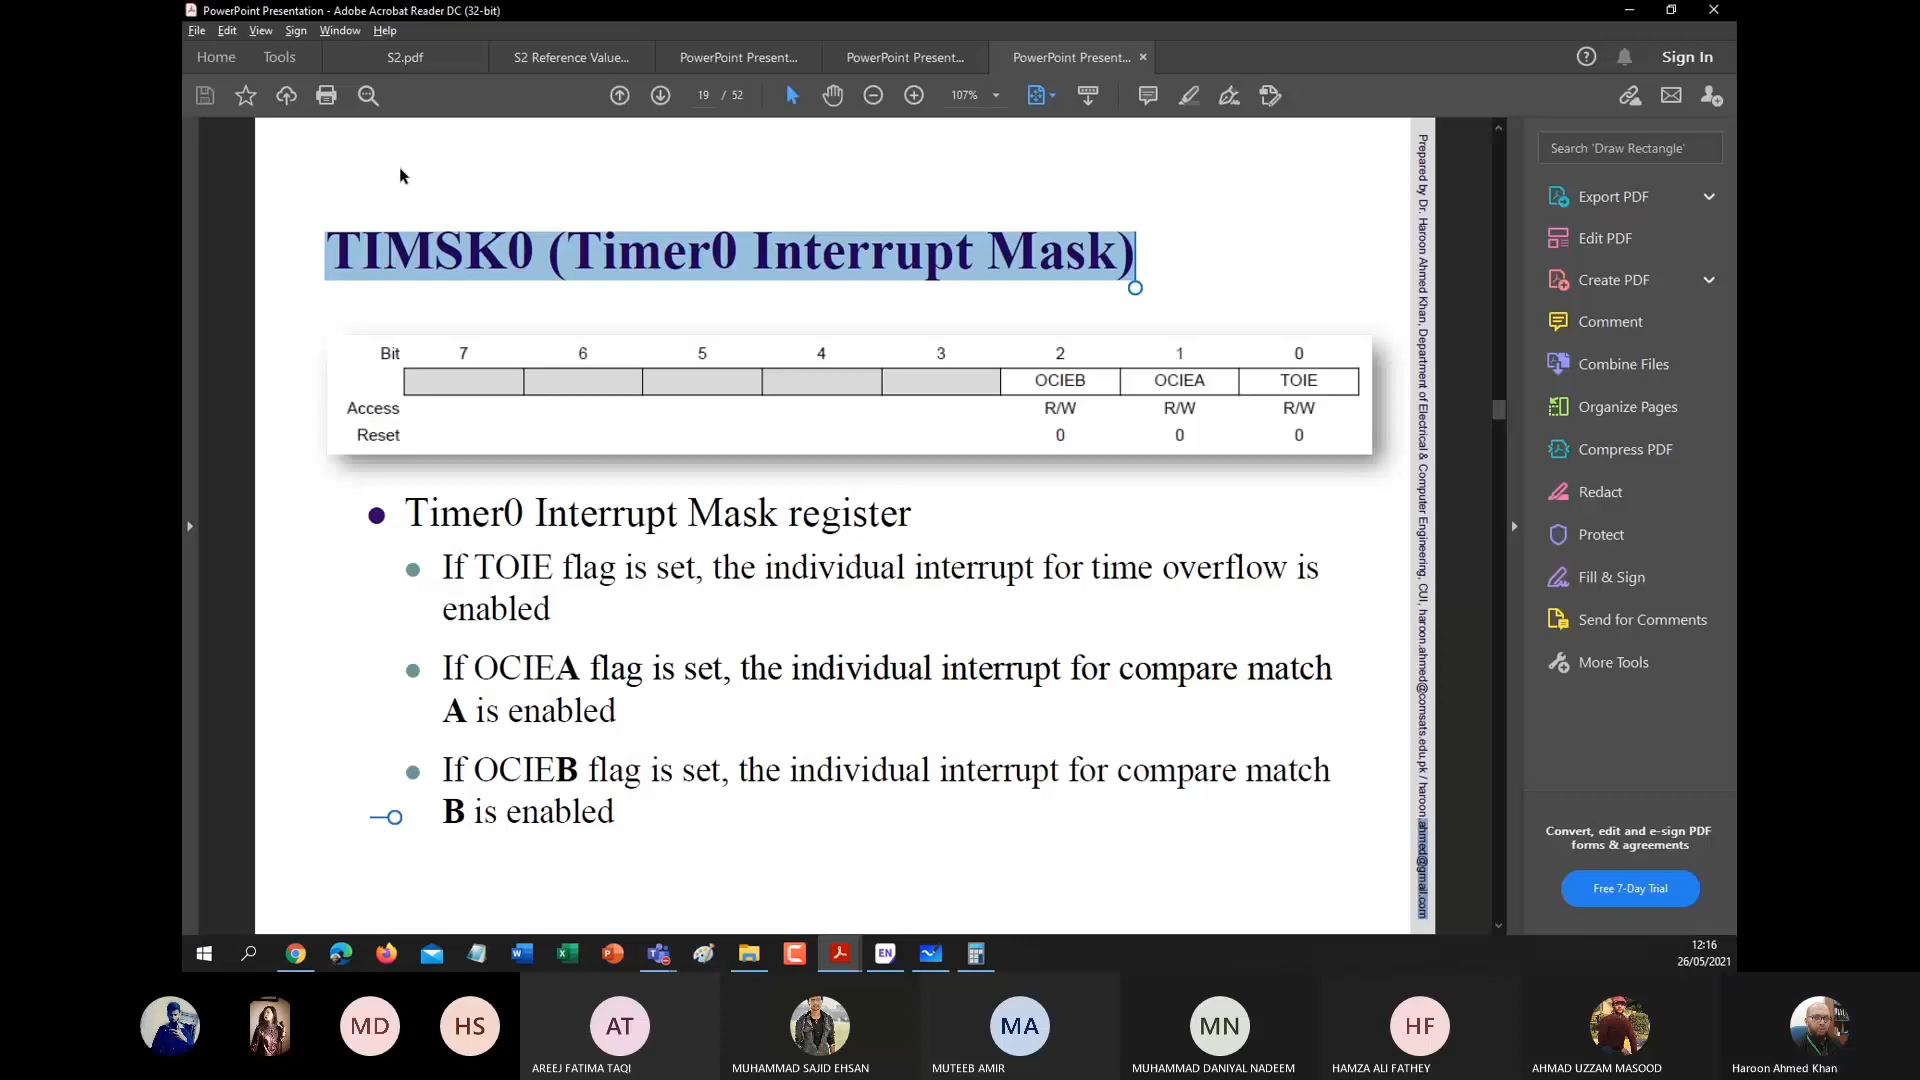 PowerPoint Presentation - Adobe Acrobat Reader DC (32-bit)
File Edit View Sign Window Help
Home Tools S2.pdf S2 Reference Value... PowerPoint Present... PowerPoint Present... PowerPoint Present... × Sign In
19 / 52 107%
TIMSK0 (Timer0 Interrupt Mask)
Bit 7 6 5 4 3 2 1 0
OCIEB OCIEA TOIE
Access R/W R/W R/W
Reset 0 0 0
Timer0 Interrupt Mask register
If TOIE flag is set, the individual interrupt for time overflow is
enabled
If OCIEA flag is set, the individual interrupt for compare match
A is enabled
If OCIEB flag is set, the individual interrupt for compare match
B is enabled
Prepared by Dr. Haroon Ahmed Khan, Department of Electrical & Computer Engineering, CUI, haroon.ahmed@comsats.edu.pk / haroon.ahmed@gmail.com
Search 'Draw Rectangle'
Export PDF
Edit PDF
Create PDF
Comment
Combine Files
Organize Pages
Compress PDF
Redact
Protect
Fill & Sign
Send for Comments
More Tools
Convert, edit and e-sign PDF
forms & agreements
Free 7-Day Trial
EN
12:16
26/05/2021
MD HS AT MA MN HF
AREEJ FATIMA TAQI MUHAMMAD SAJID EHSAN MUTEEB AMIR MUHAMMAD DANIYAL NADEEM HAMZA ALI FATHEY AHMAD UZZAM MASOOD Haroon Ahmed Khan